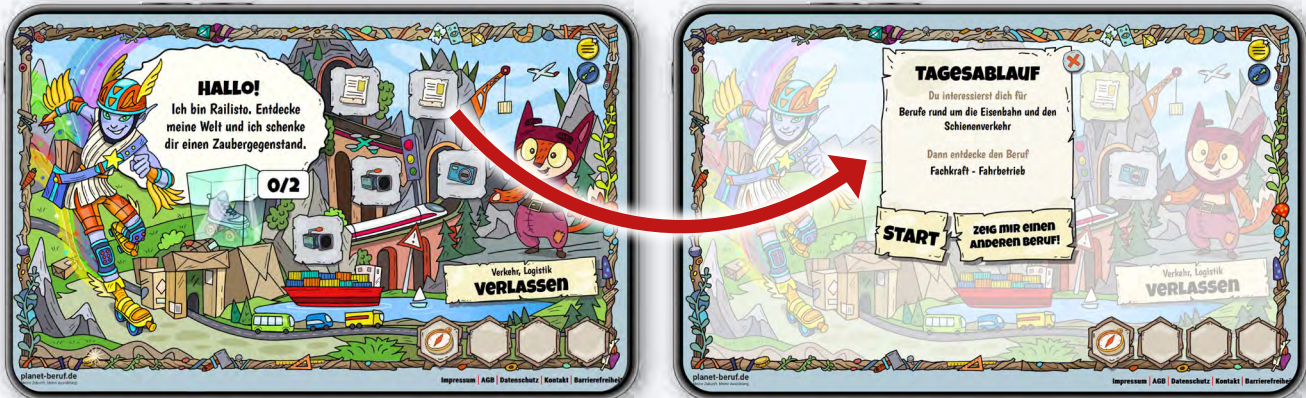 HALLO!
Ich bin Railisto. Entdecke
meine Welt und ich schenke
dir einen Zaubergegenstand.
0/2
Verkehr, Logistik
VERLASSEN
planet-beruf.de
Impressum | AGB | Datenschutz | Kontakt | Barrierefreihei
TAGESABLAUF
Du interessierst dich für
Berufe rund um die Eisenbahn und den
Schienenverkehr
Dann entdecke den Beruf
Fachkraft - Fahrbetrieb
START
ZEIG MIR EINEN
ANDEREN BERUF!
Verkehr, Logistik
VERLASSEN
planet-beruf.de
Impressum | AGB | Datenschutz | Kontakt | Barrierefreihei